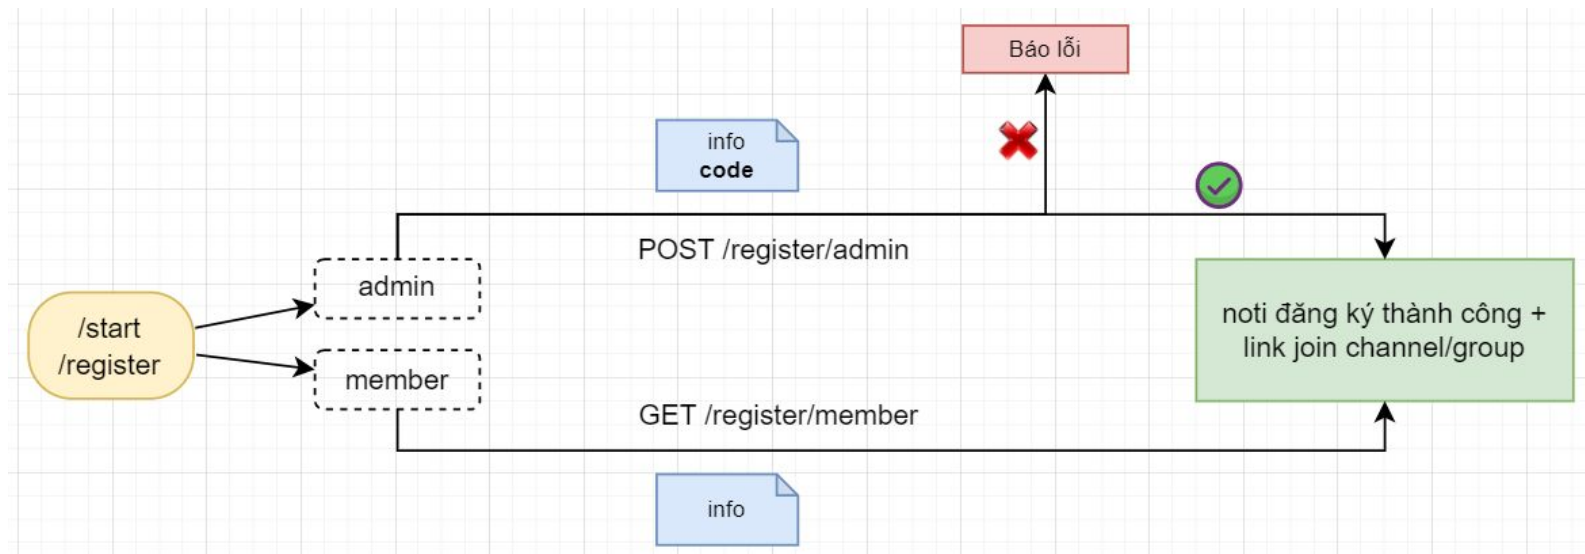 Báo lỗi
info
code
POST /register/admin
admin
/start
/register
member
noti đăng ký thành công +
link join channel/group
GET /register/member
info